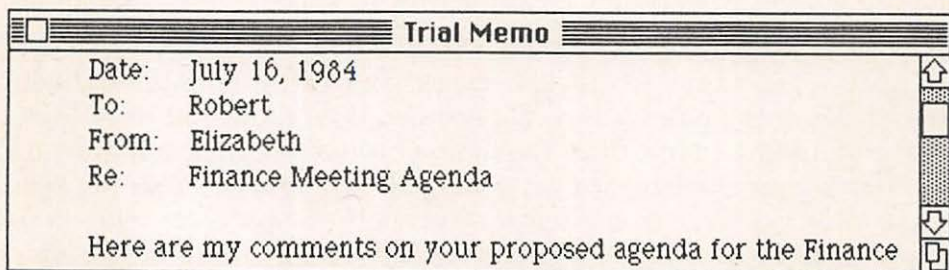 Trial Memo
Date: July 16, 1984
To: Robert
From: Elizabeth
Re: Finance Meeting Agenda
Here are my comments on your proposed agenda for the Finance